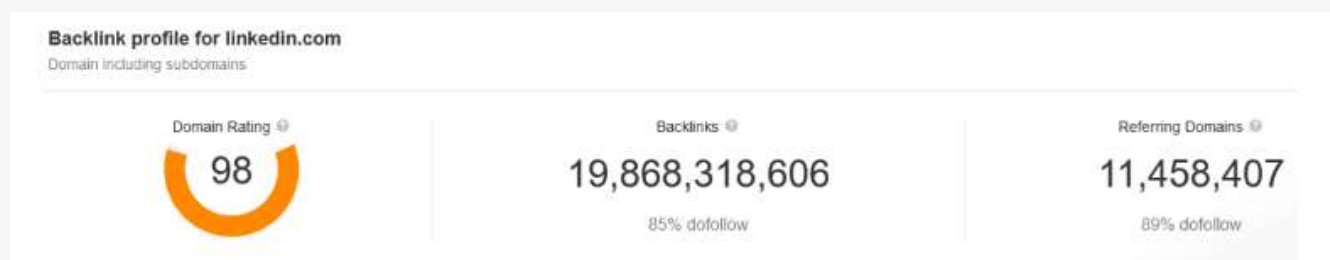 Backlink profile for linkedin.com
Domain including subdomains
Domain Rating
98
Backlinks
19,868,318,606
85% dofollow
Referring Domains
11,458,407
89% dofollow